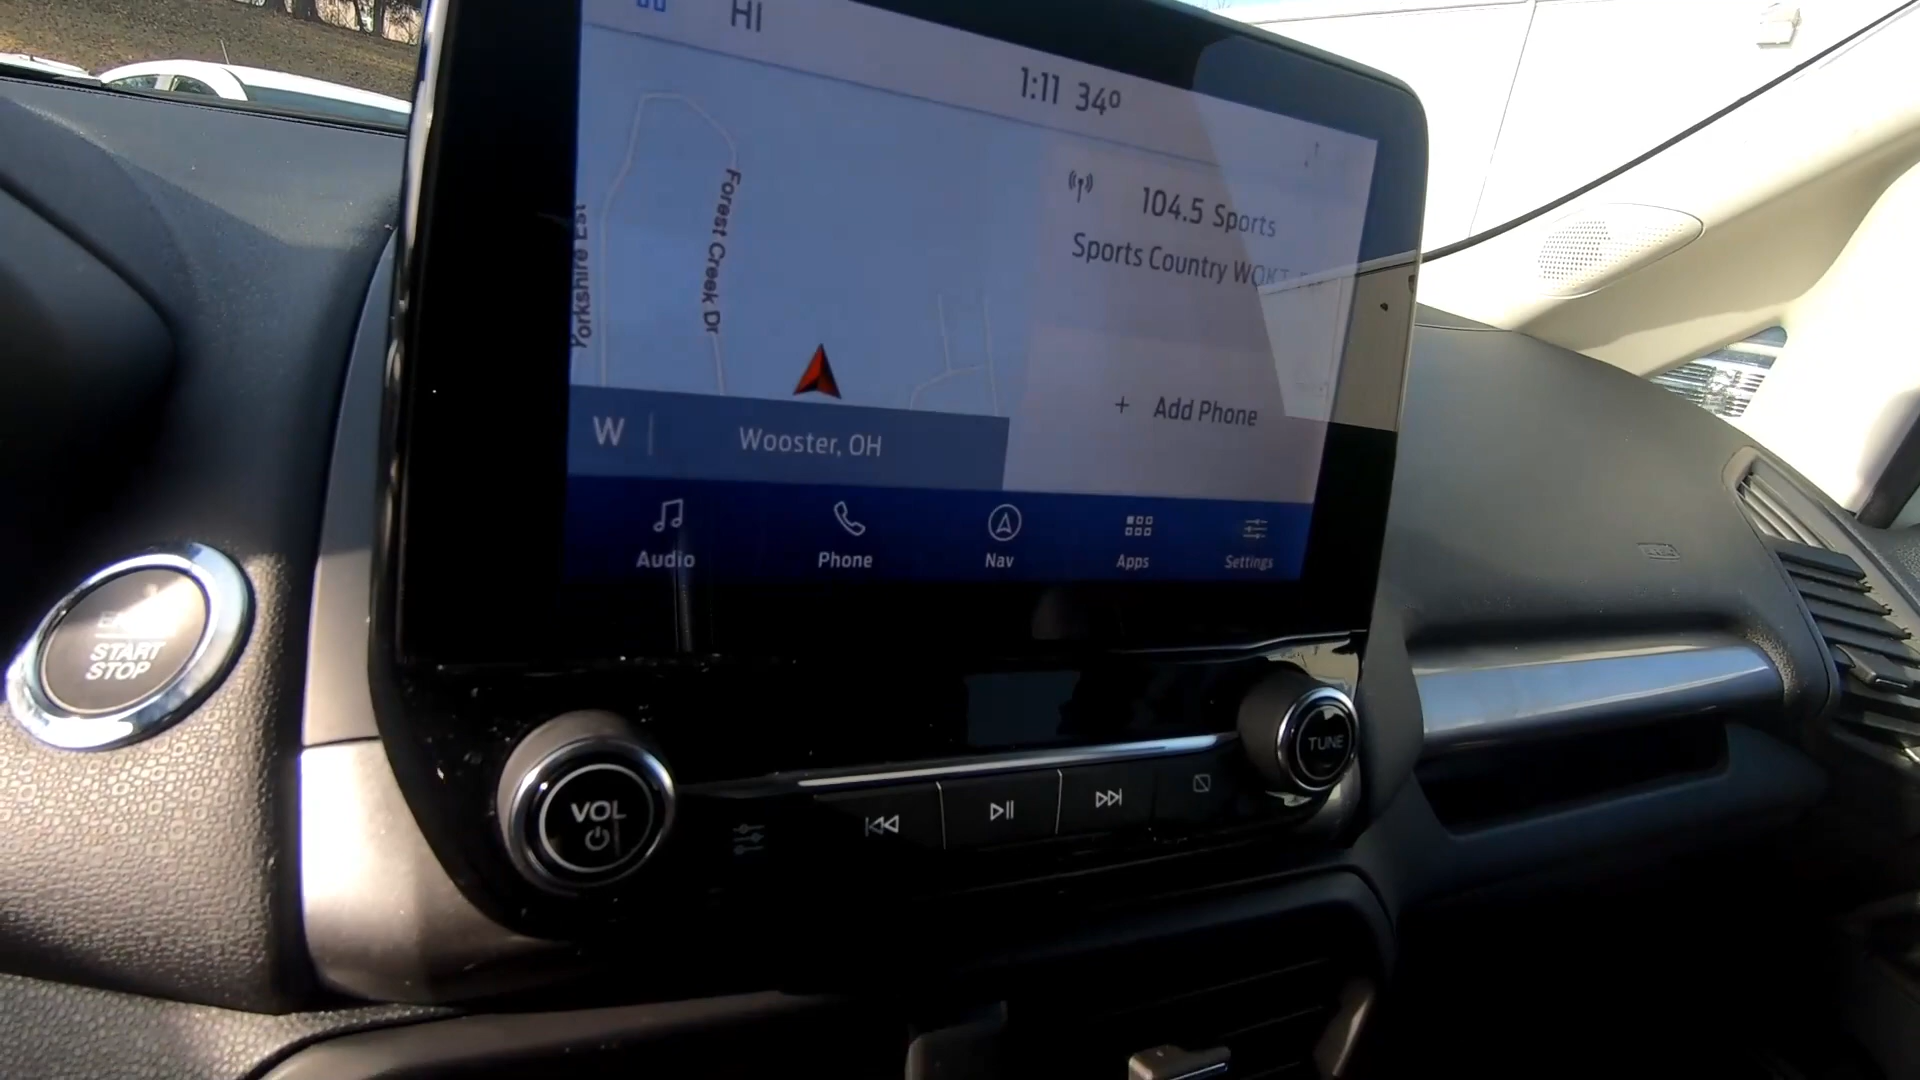 HI
1:11 34°
Yorkshire Est
Forest Creek Dr
104.5 Sports
Sports Country
+ Add Phone
W
Wooster, OH
Audio
Phone
Nav
Apps
Settings
START
STOP
VOL
TUNE